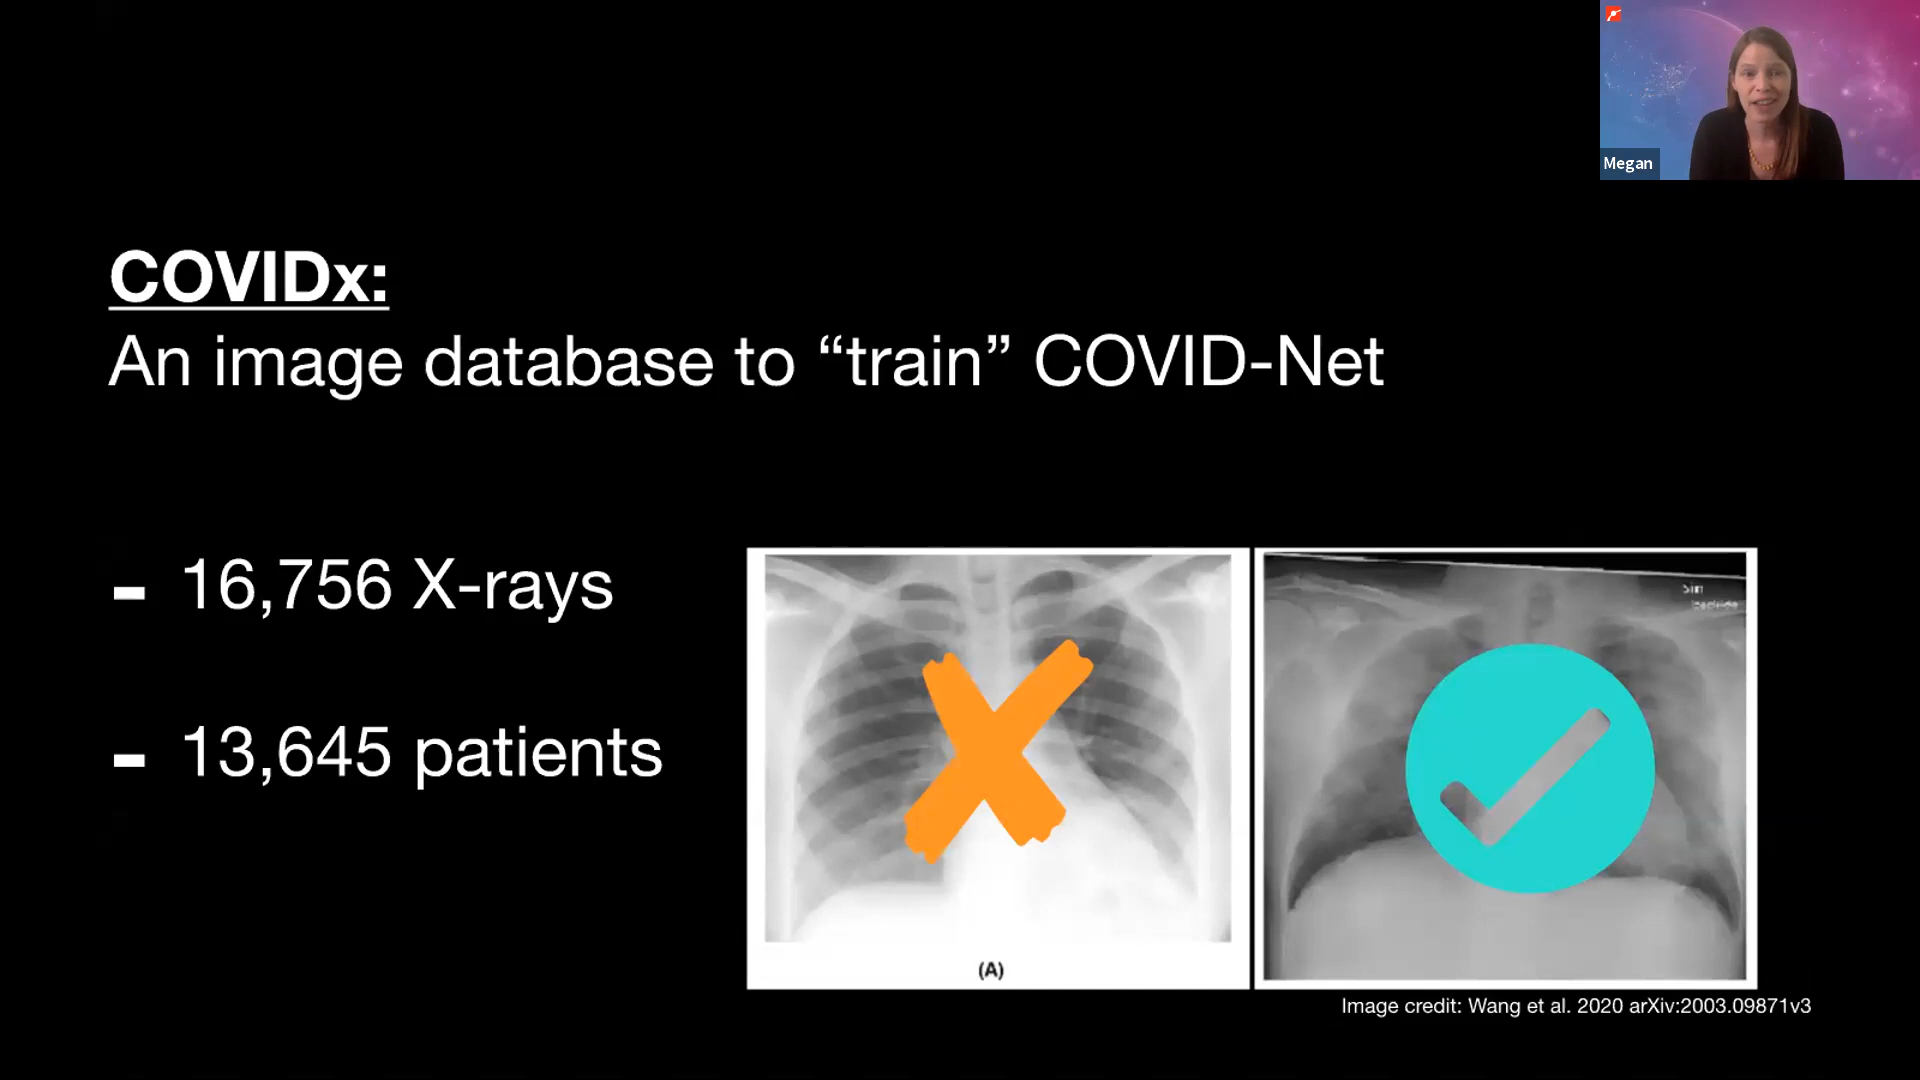 Megan
COVIDx:
An image database to “train” COVID-Net
- 16,756 X-rays
- 13,645 patients
(A)
Image credit: Wang et al. 2020 arXiv:2003.09871v3